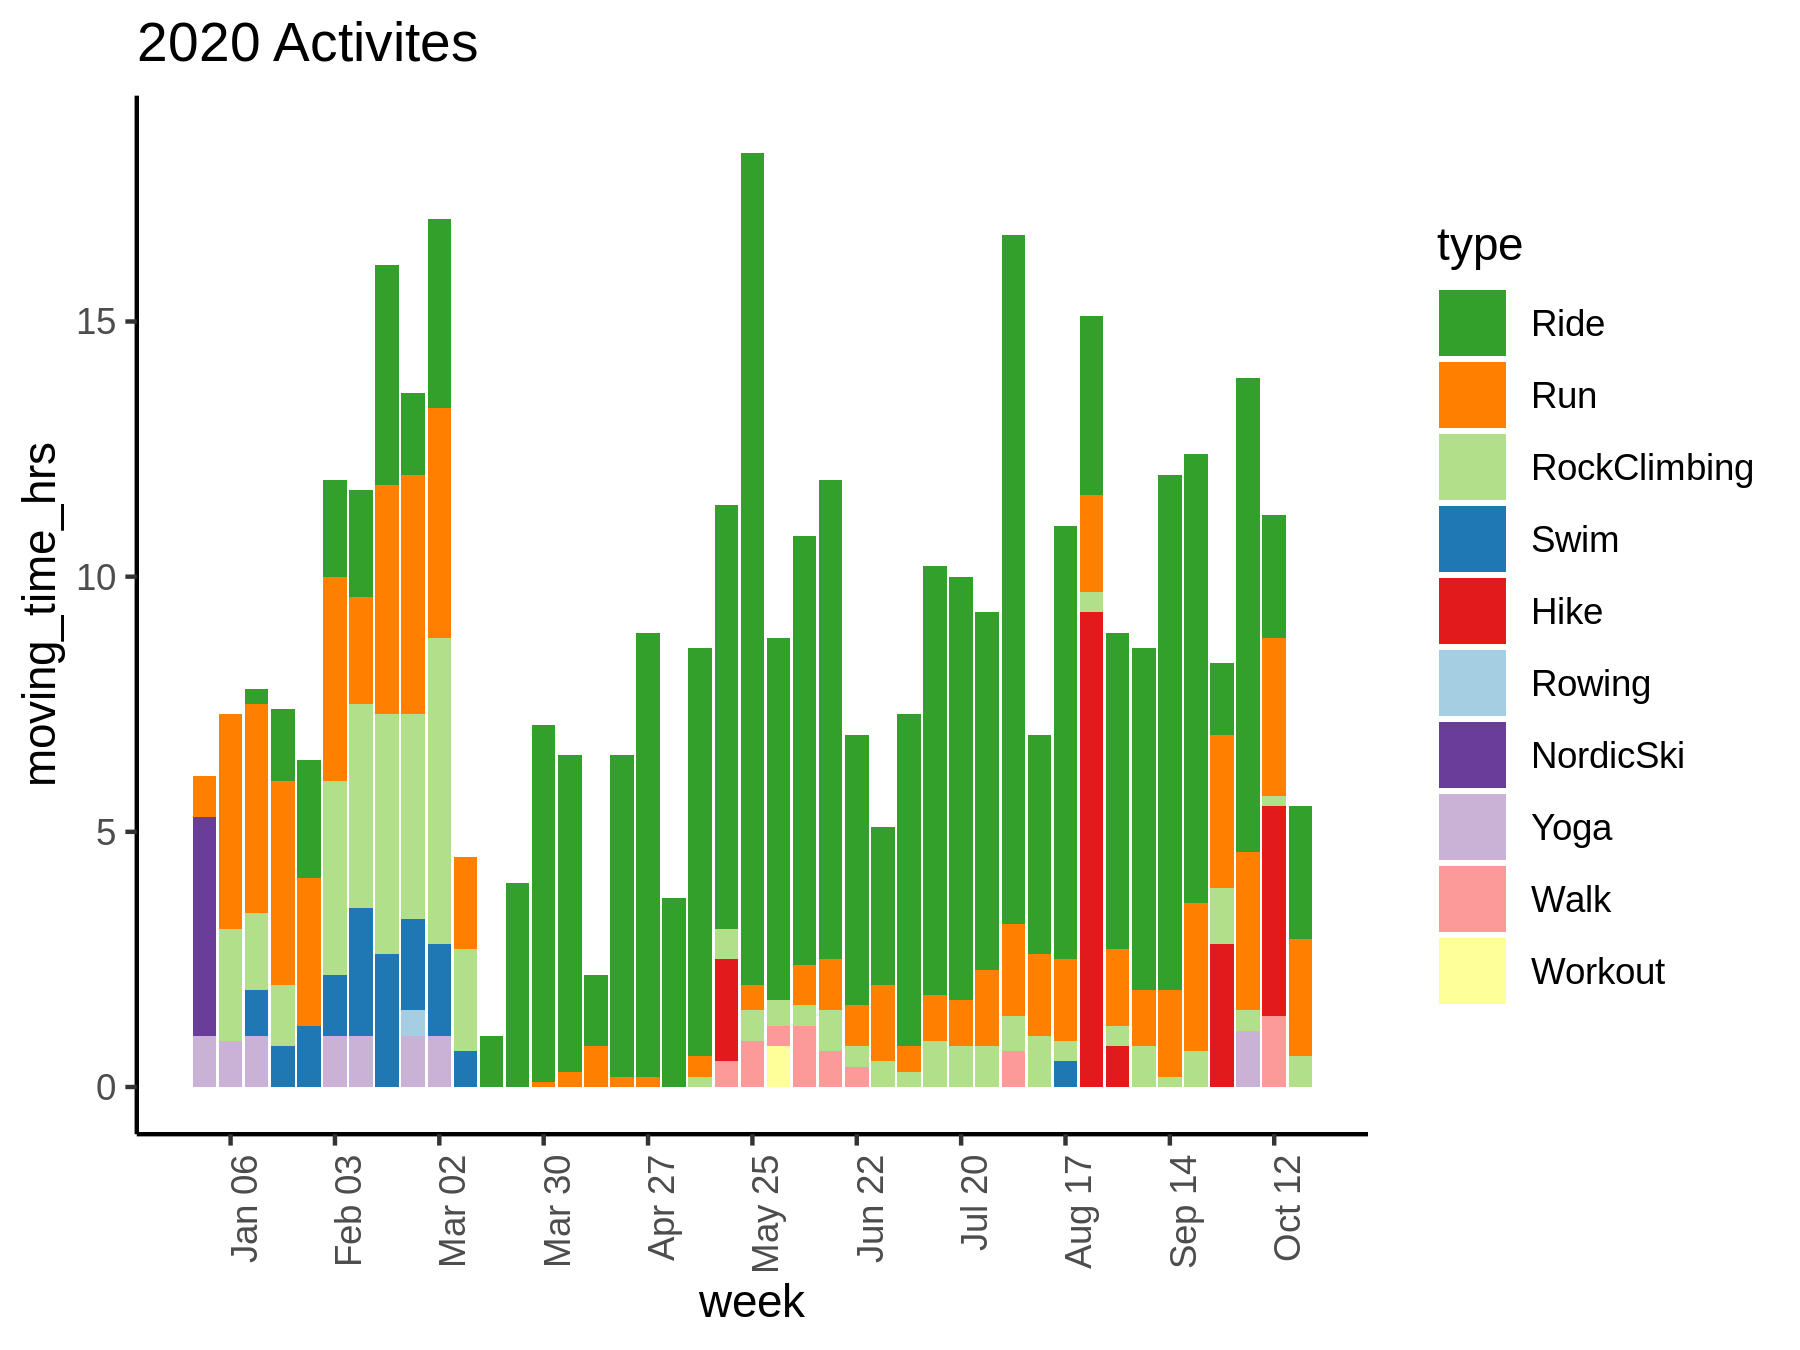 2020 Activites
moving_time_hrs
15
10
5
0
Jan 06
Feb 03
Mar 02
Mar 30
Apr 27
May 25
Jun 22
Jul 20
Aug 17
Sep 14
Oct 12
week
type
Ride
Run
RockClimbing
Swim
Hike
Rowing
NordicSki
Yoga
Walk
Workout